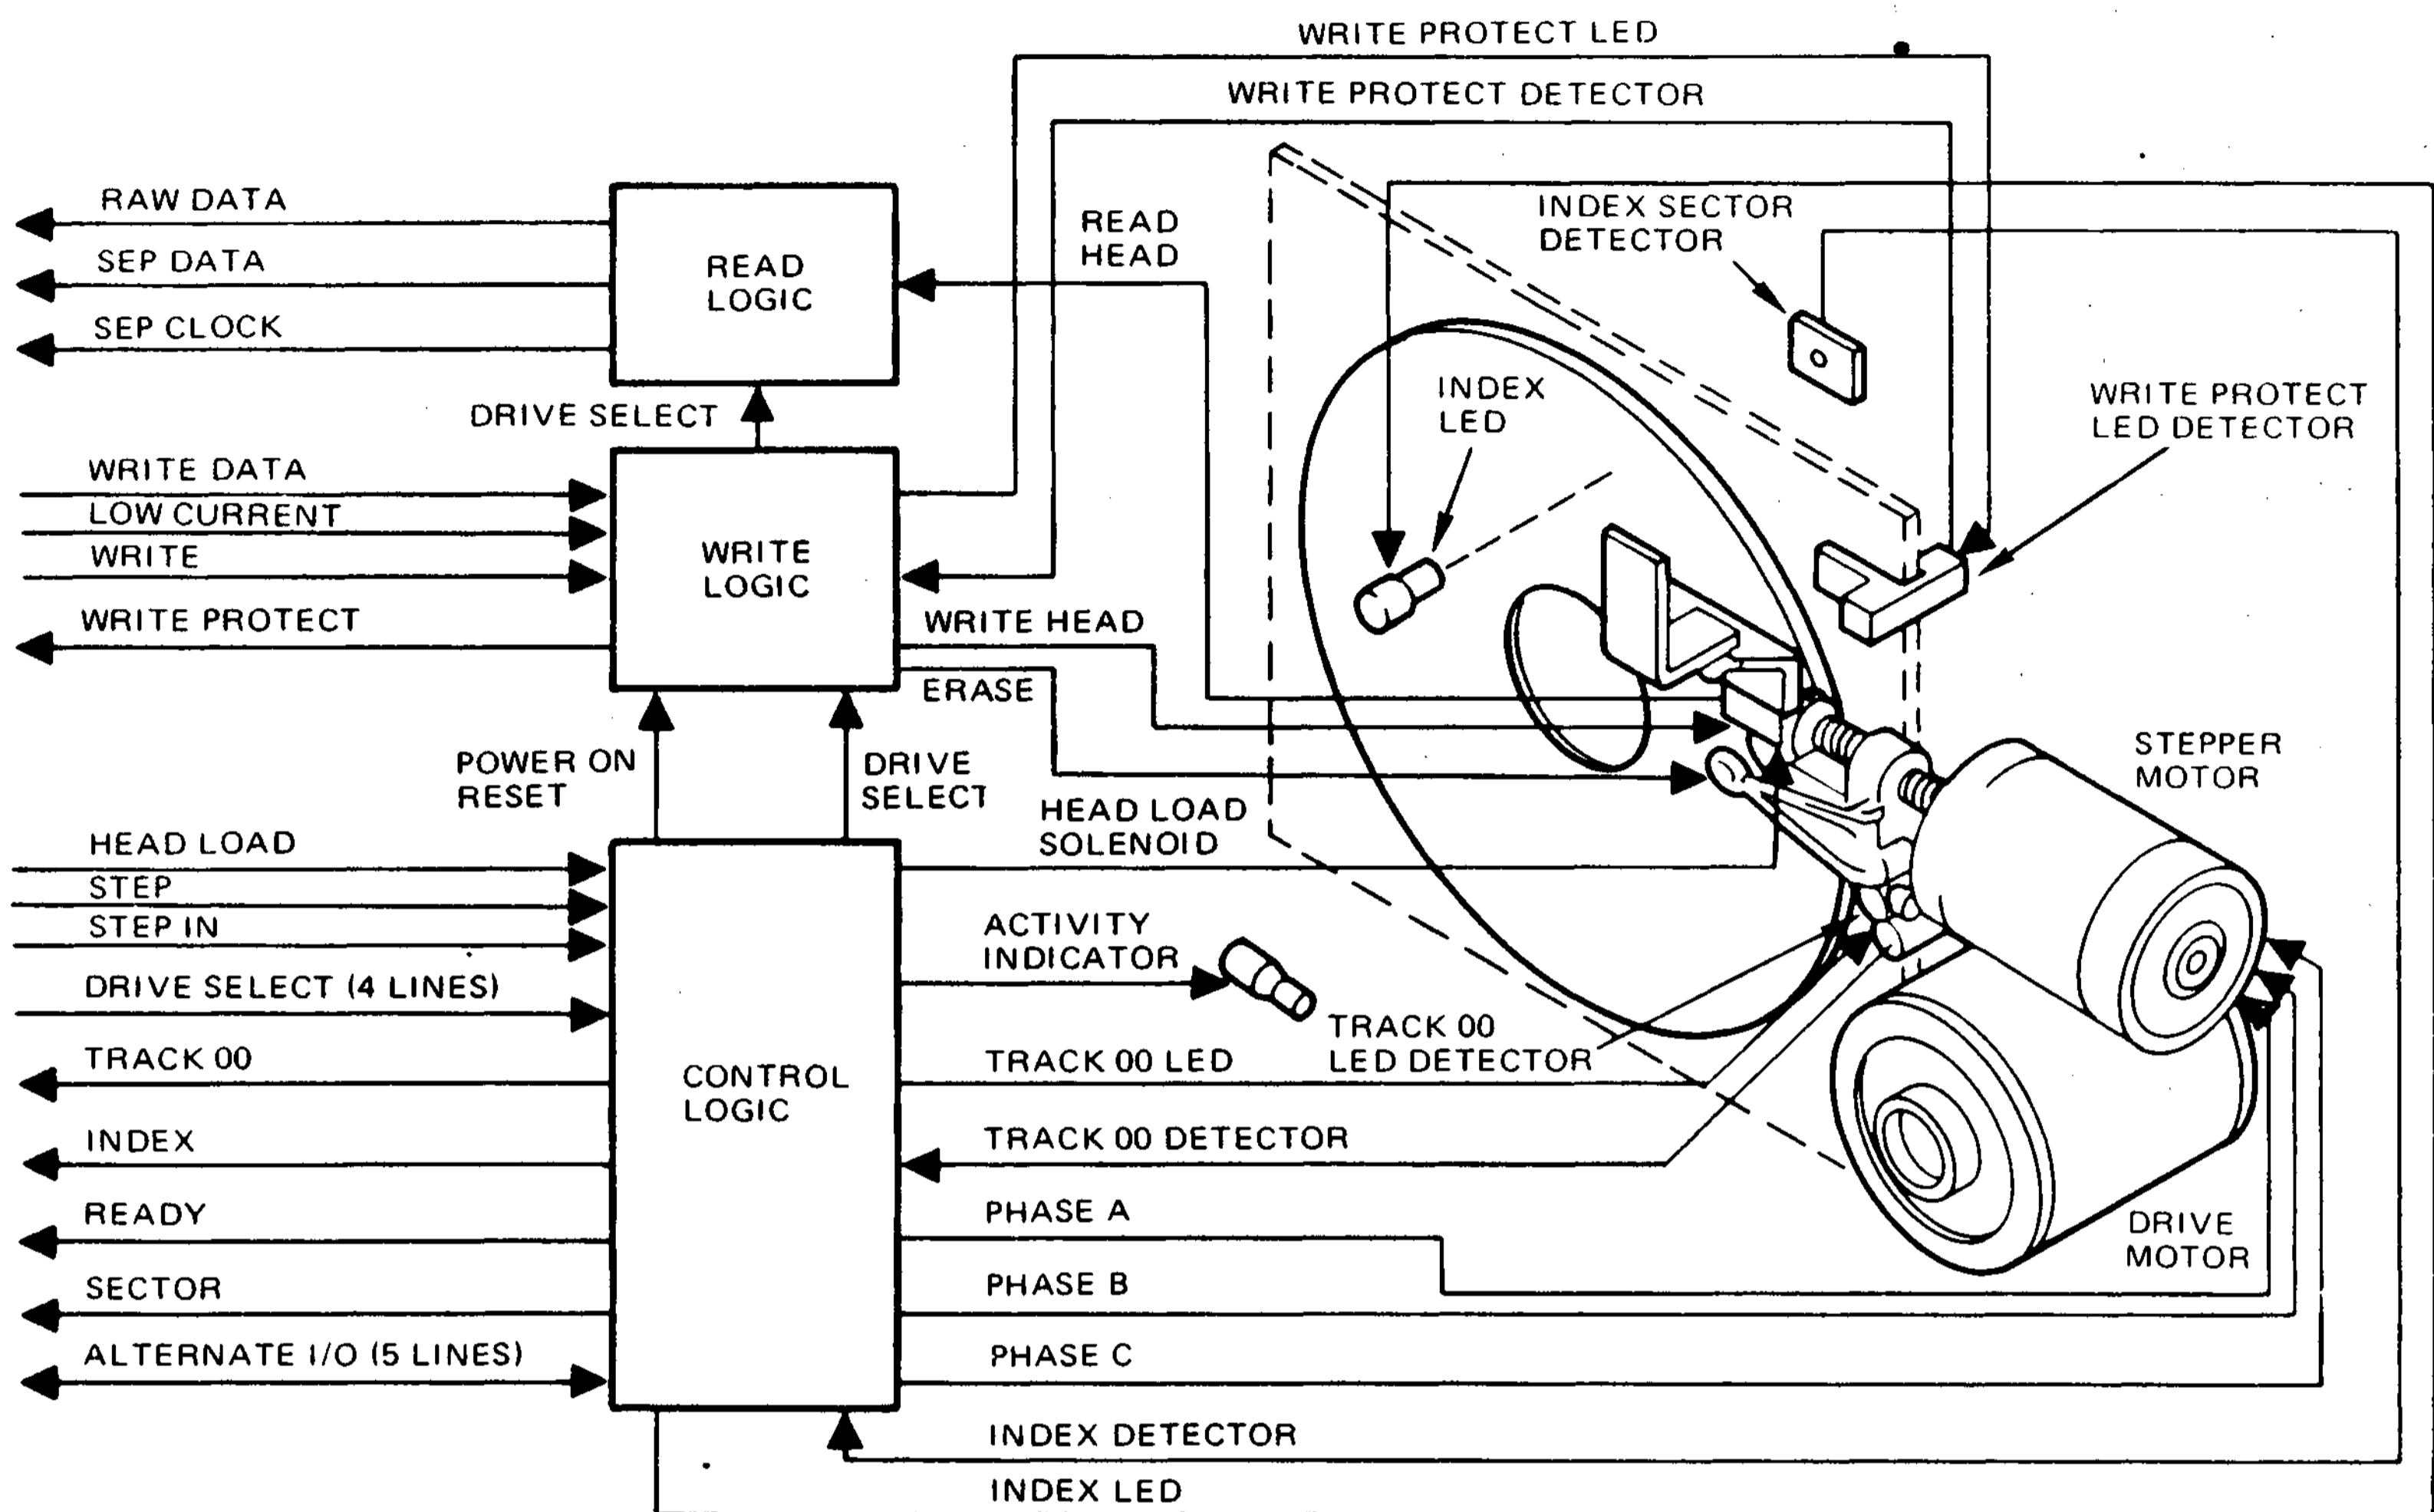 WRITE PROTECT LED
WRITE PROTECT DETECTOR
RAW DATA
SEP DATA
SEP CLOCK
READ
LOGIC
READ
HEAD
INDEX SECTOR
DETECTOR
INDEX
LED
WRITE PROTECT
LED DETECTOR
DRIVE SELECT
WRITE DATA
LOW CURRENT
WRITE
WRITE PROTECT
WRITE
LOGIC
WRITE HEAD
ERASE
POWER ON
RESET
DRIVE
SELECT
STEPPER
MOTOR
HEAD LOAD
SOLENOID
HEAD LOAD
STEP
STEP IN
DRIVE SELECT (4 LINES)
TRACK 00
INDEX
READY
SECTOR
ALTERNATE I/O (5 LINES)
CONTROL
LOGIC
ACTIVITY
INDICATOR
TRACK 00
LED DETECTOR
TRACK 00 LED
TRACK 00 DETECTOR
PHASE A
PHASE B
PHASE C
DRIVE
MOTOR
INDEX DETECTOR
INDEX LED